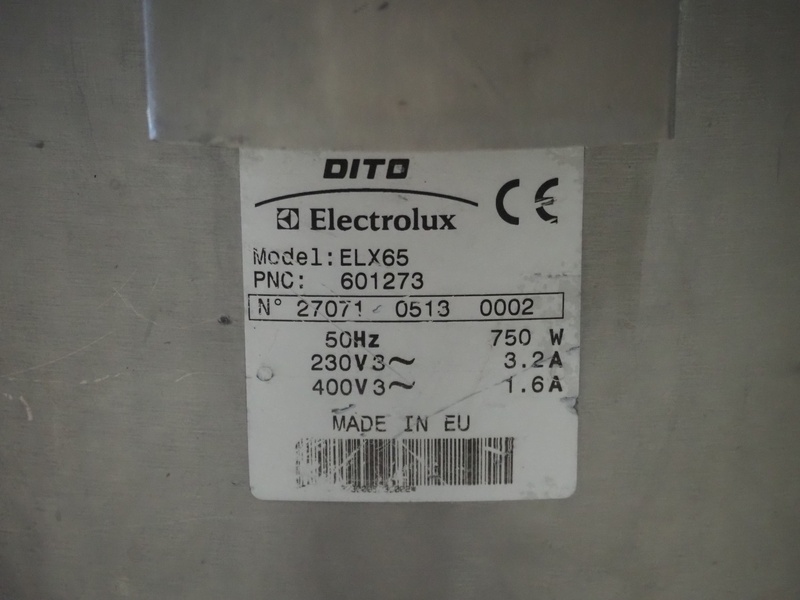 DITO
Electrolux
CE
Model: ELX65
PNC: 601273
N° 27071 0513 0002
50Hz 750 W
230V3~ 3.2A
400V3~ 1.6A
MADE IN EU